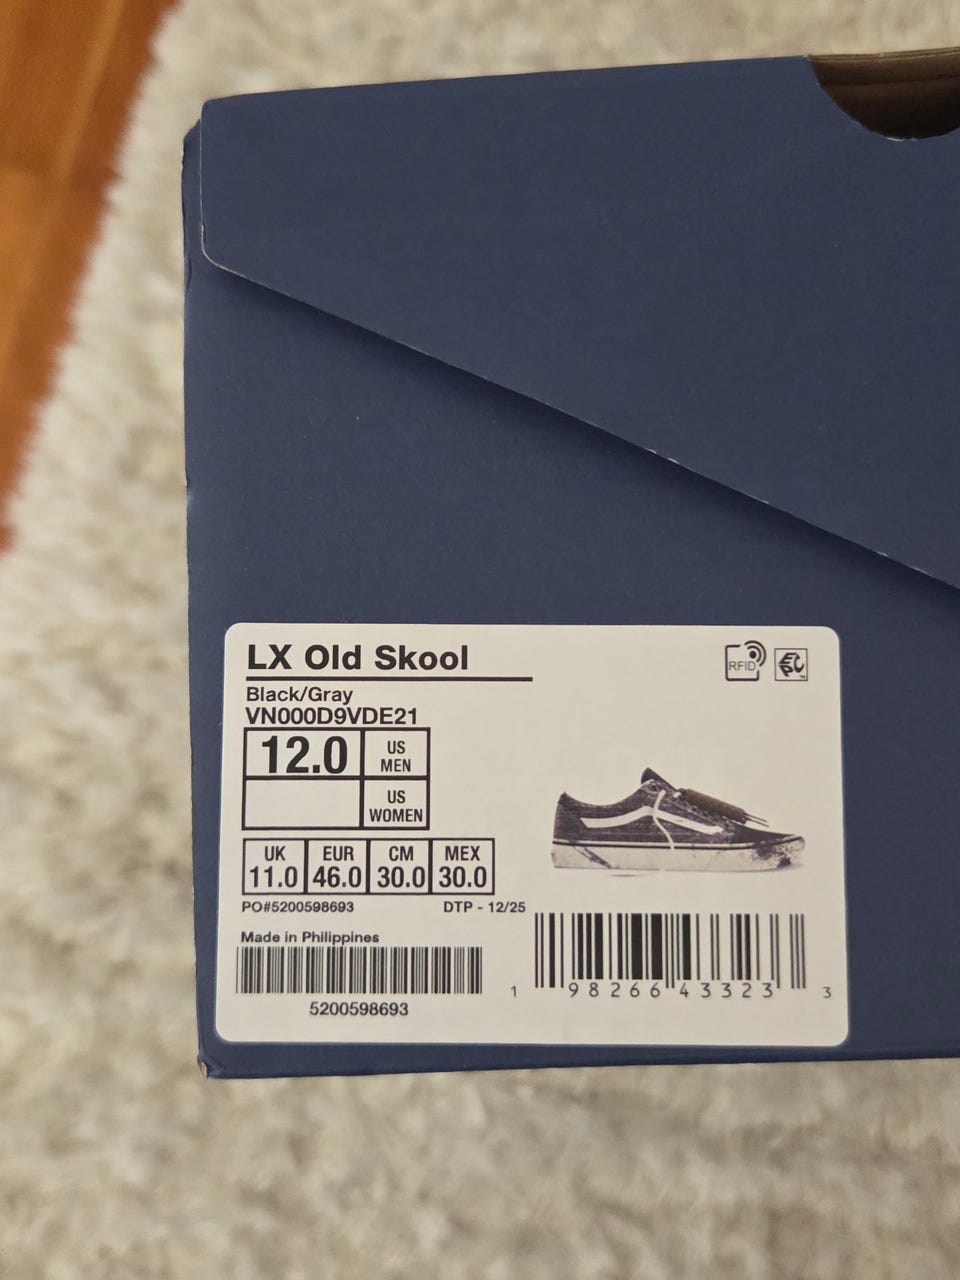 LX Old Skool
RFID
EPC
Black/Gray
VN000D9VDE21
12.0 US MEN
US WOMEN
UK EUR CM MEX
11.0 46.0 30.0 30.0
PO#5200598693 DTP - 12/25
Made in Philippines
5200598693
1 98266 43323 3